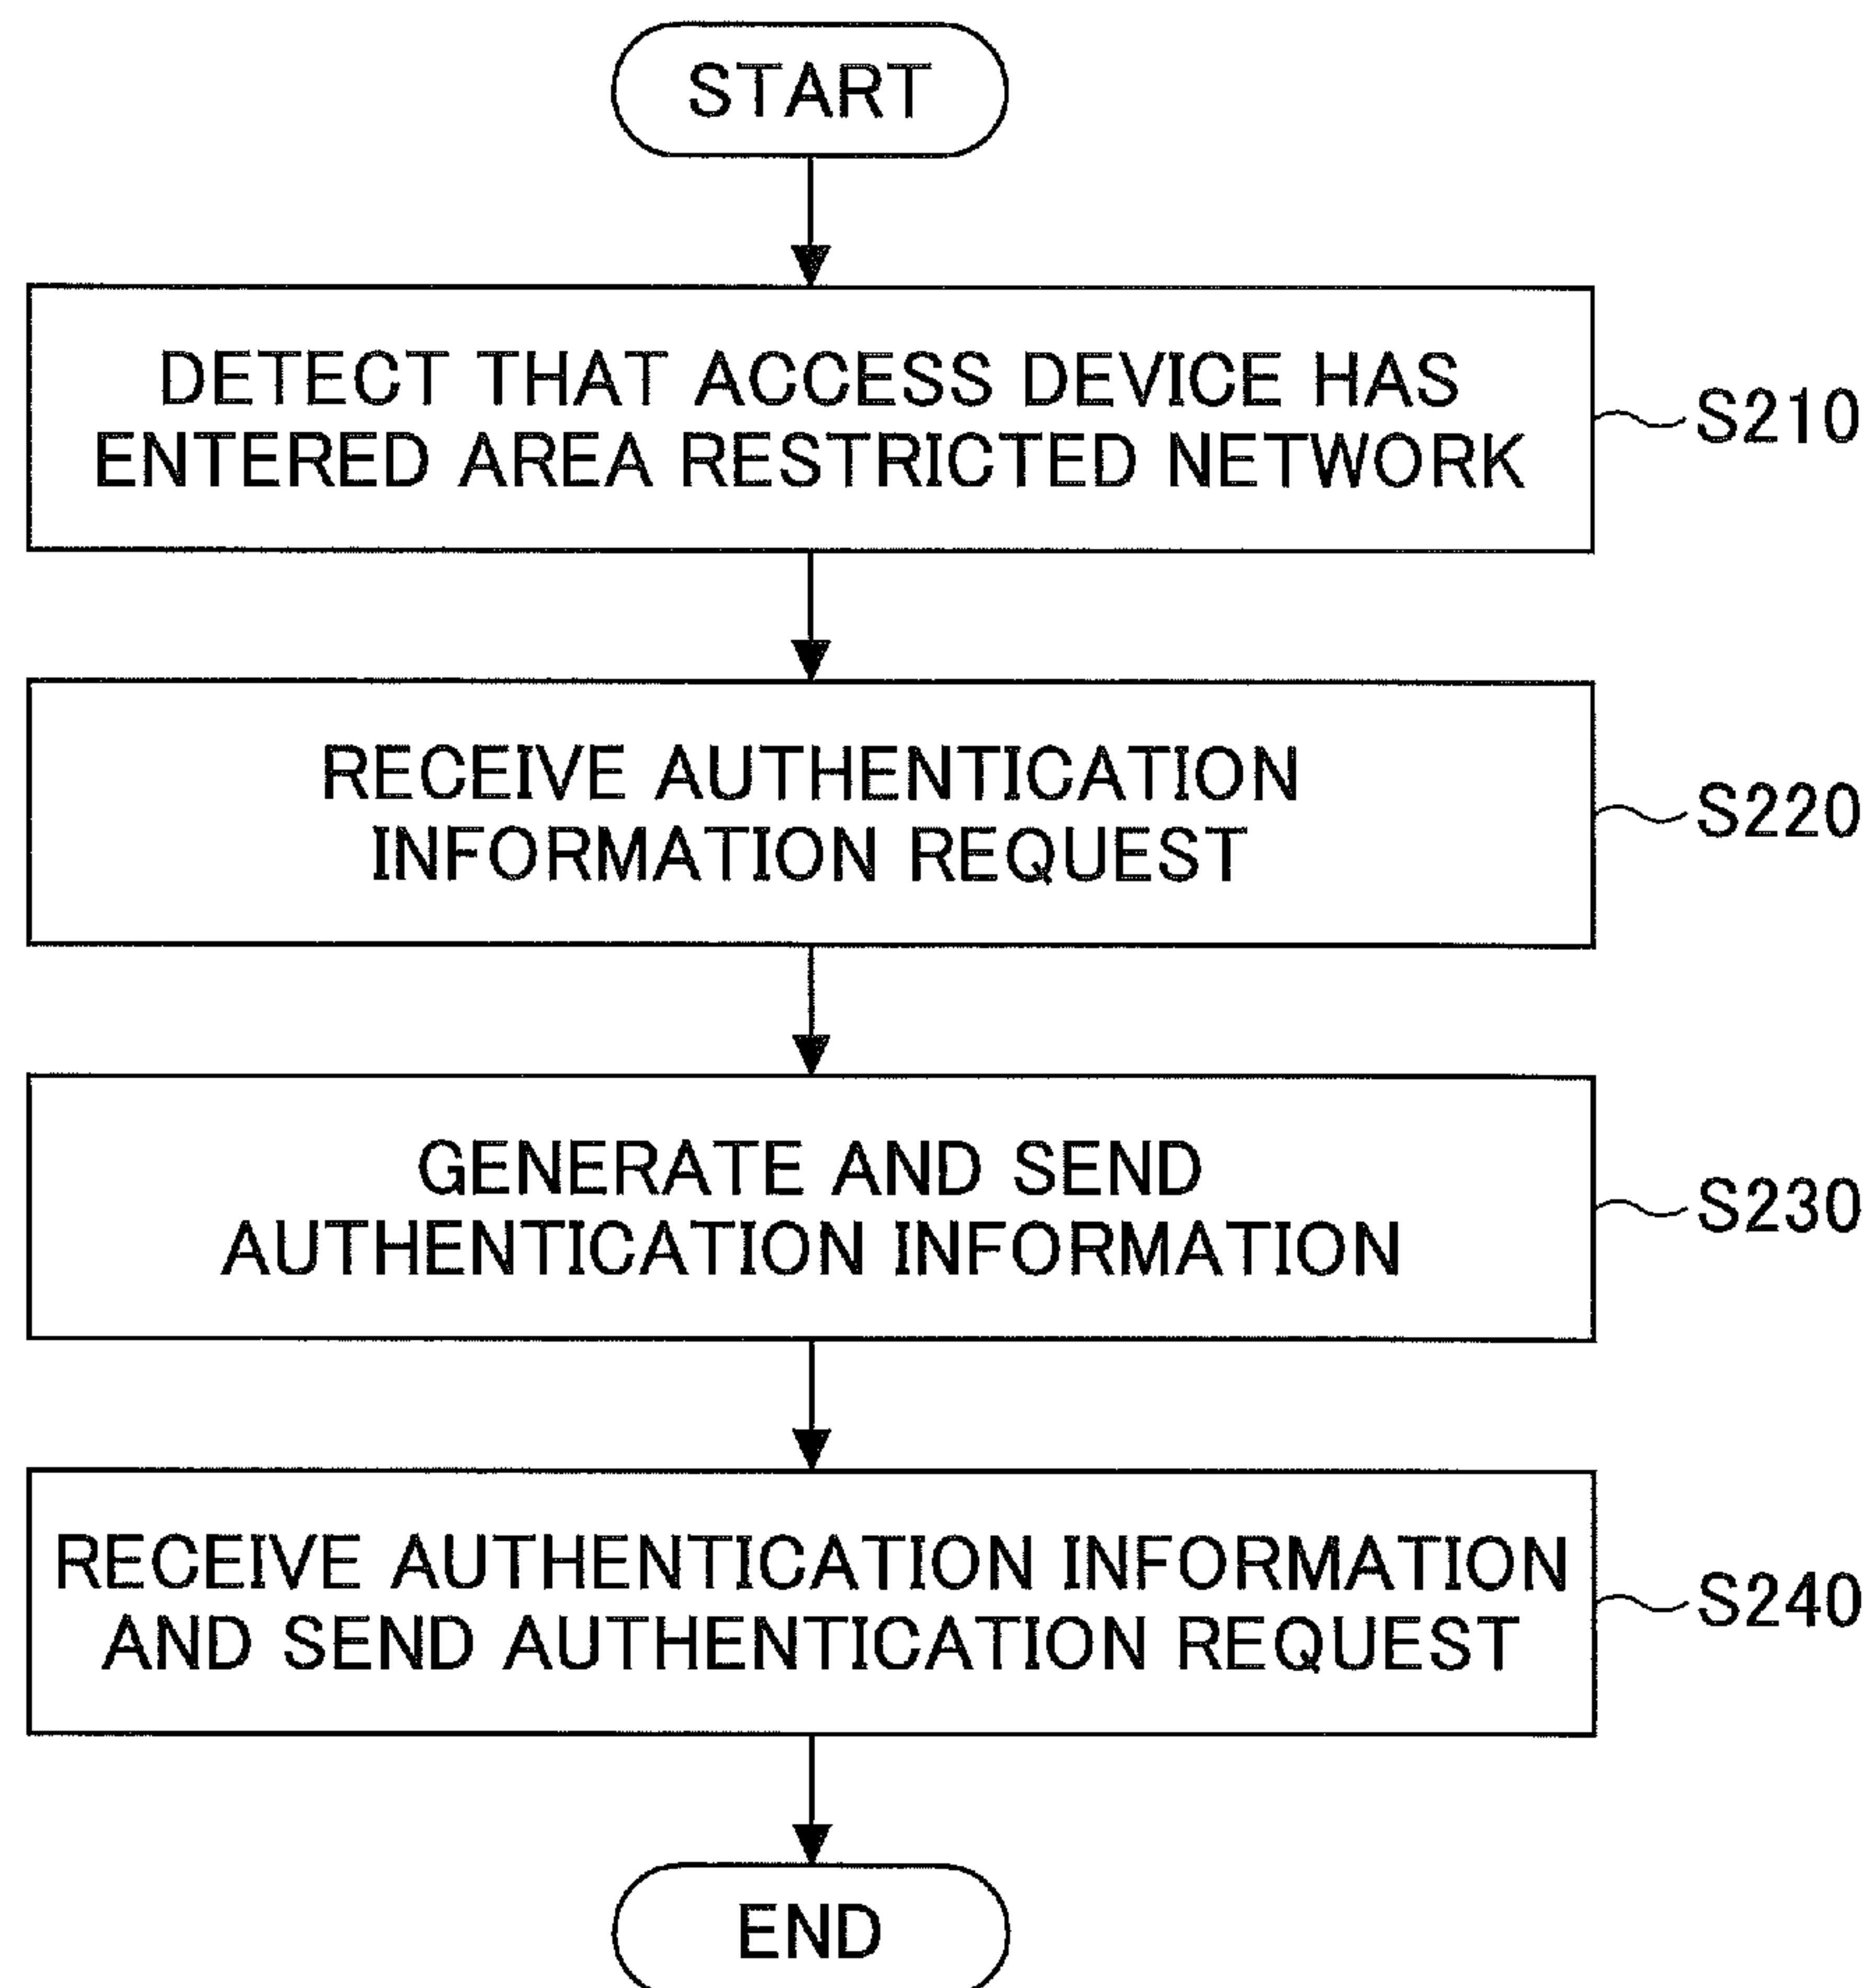 START
DETECT THAT ACCESS DEVICE HAS
ENTERED AREA RESTRICTED NETWORK
S210
RECEIVE AUTHENTICATION
INFORMATION REQUEST
S220
GENERATE AND SEND
AUTHENTICATION INFORMATION
S230
RECEIVE AUTHENTICATION INFORMATION
AND SEND AUTHENTICATION REQUEST
S240
END